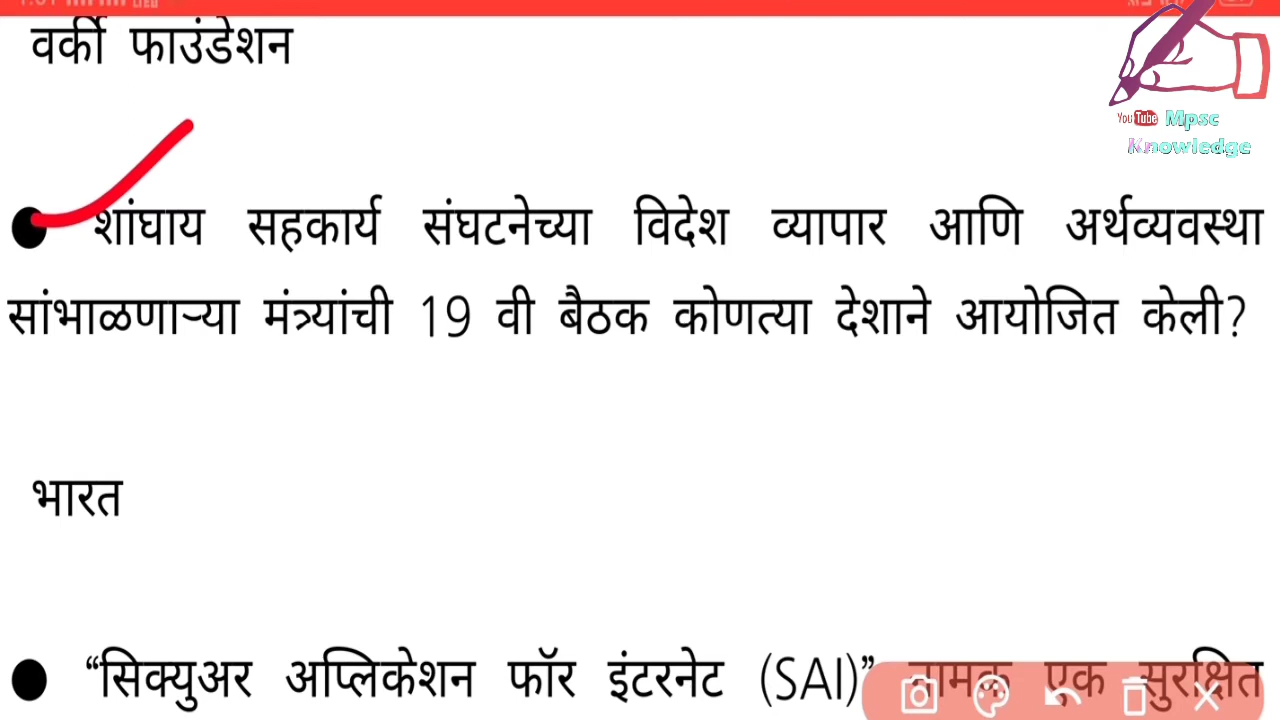 वर्की फाउंडेशन
You Tube Mpsc
Knowledge
● शांघाय सहकार्य संघटनेच्या विदेश व्यापार आणि अर्थव्यवस्था
सांभाळणाऱ्या मंत्र्यांची 19 वी बैठक कोणत्या देशाने आयोजित केली?
भारत
● “सिक्युअर अप्लिकेशन फॉर इंटरनेट (SAI)” नामक एक सुरक्षित